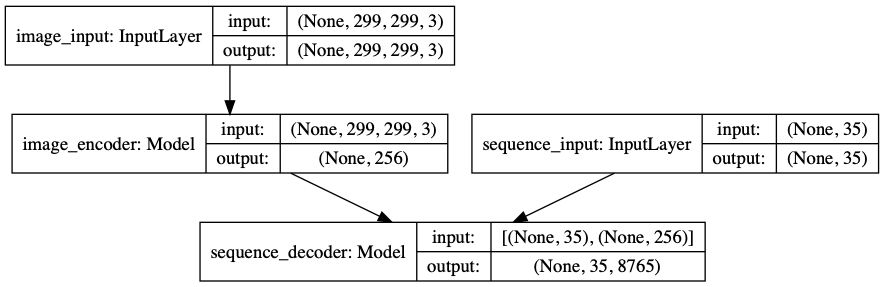 image_input: InputLayer
input: (None, 299, 299, 3)
output: (None, 299, 299, 3)
image_encoder: Model
input: (None, 299, 299, 3)
output: (None, 256)
sequence_input: InputLayer
input: (None, 35)
output: (None, 35)
sequence_decoder: Model
input: [(None, 35), (None, 256)]
output: (None, 35, 8765)